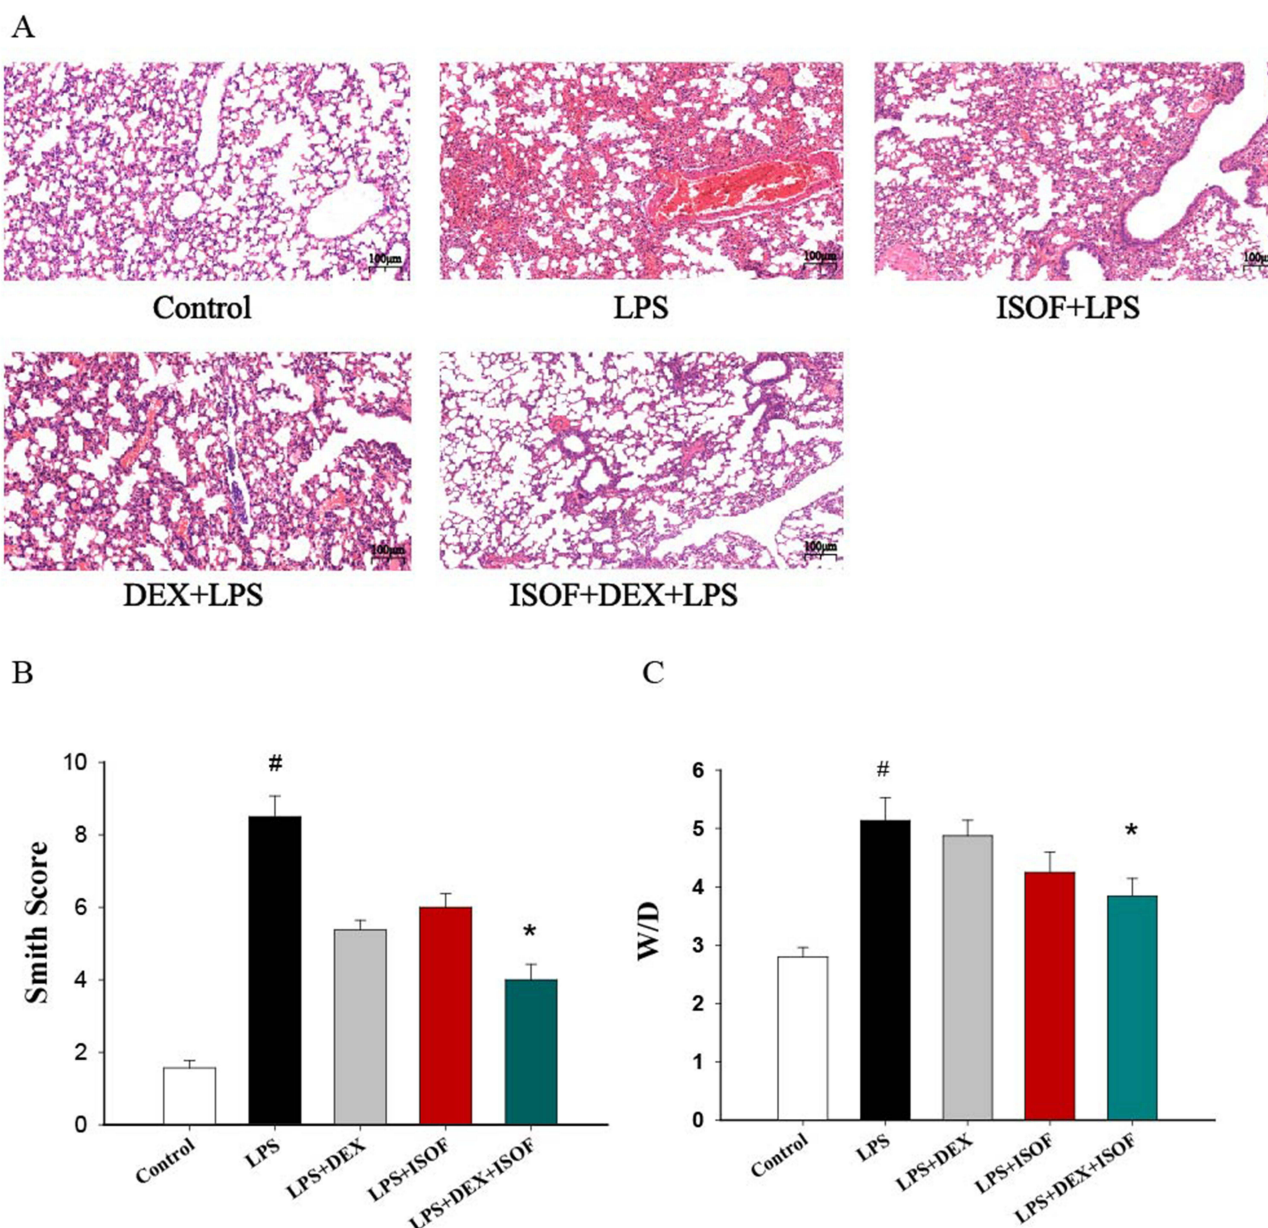 A
100μm
100μm
100μ
Control
LPS
ISOF+LPS
100μm
100μm
DEX+LPS
ISOF+DEX+LPS
B
C
10
8
6
4
2
0
Smith Score
#
*
Control
LPS
LPS+DEX
LPS+ISOF
LPS+DEX+ISOF
6
5
4
3
2
1
0
W/D
#
*
Control
LPS
LPS+DEX
LPS+ISOF
LPS+DEX+ISOF